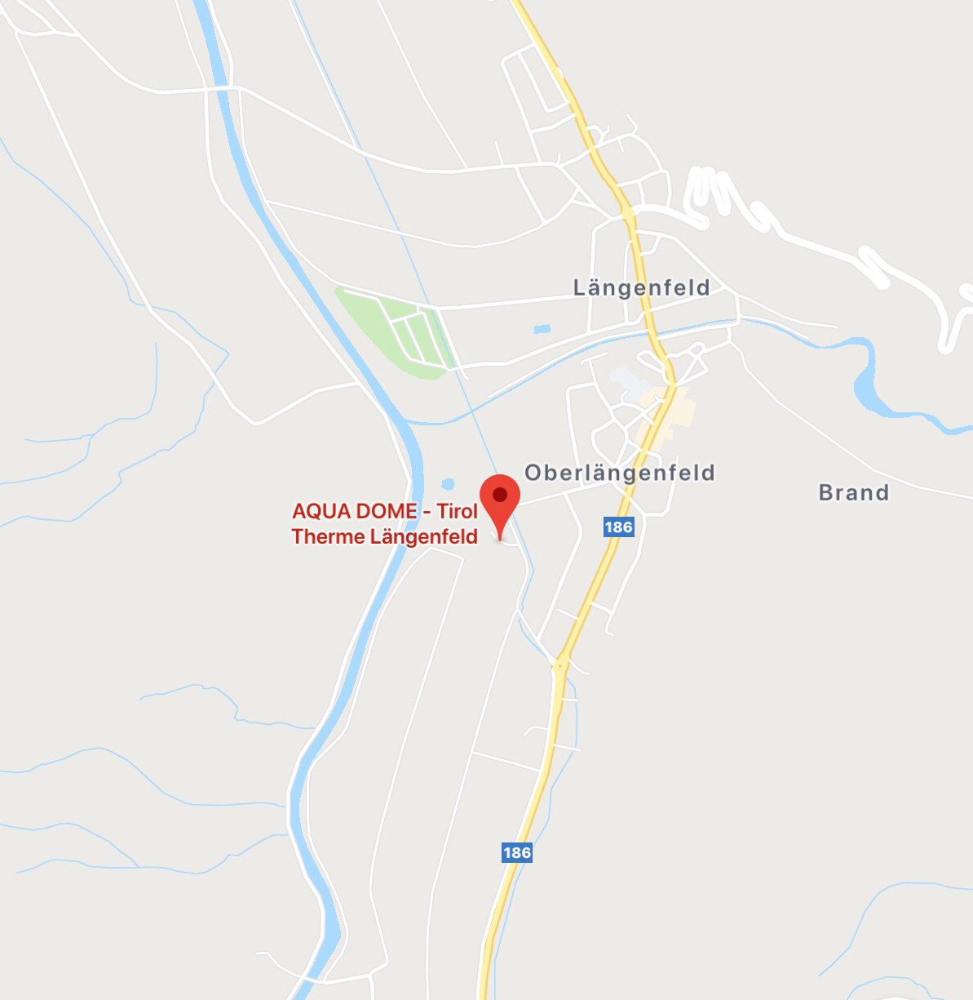 Längenfeld
Oberlängenfeld
Brand
AQUA DOME - Tirol
Therme Längenfeld
186
186